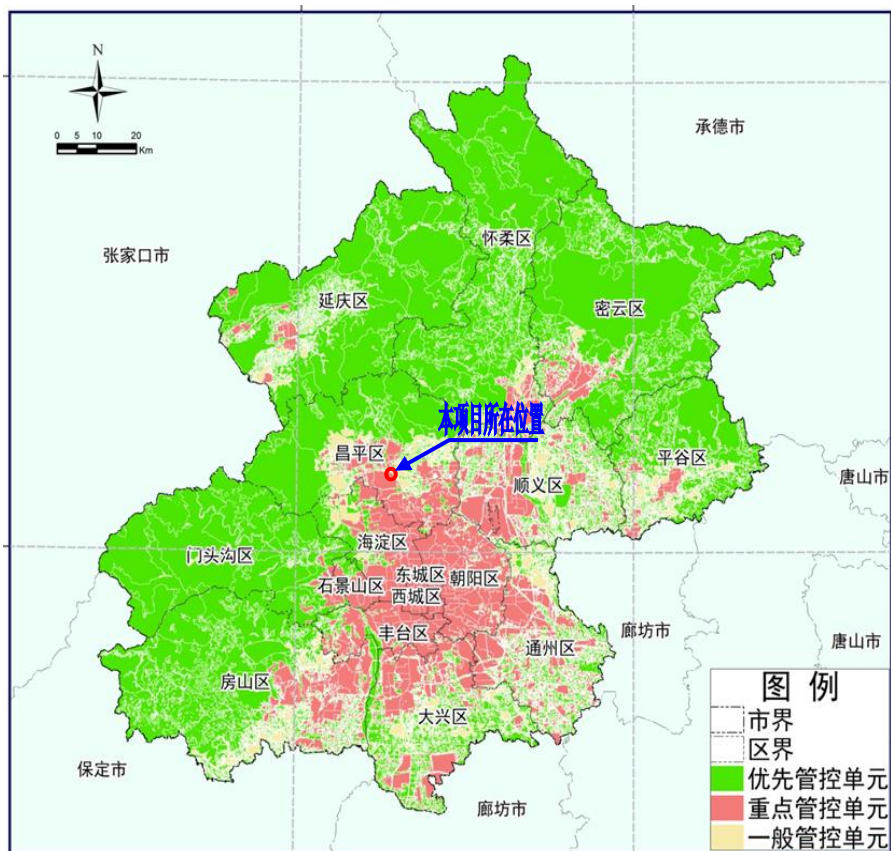 N
0 5 10 20
Km
承德市
张家口市
怀柔区
延庆区
密云区
本项目所在位置
昌平区
平谷区
唐山市
顺义区
海淀区
门头沟区
东城区
朝阳区
石景山区
西城区
丰台区
廊坊市
唐山市
通州区
房山区
大兴区
保定市
廊坊市
图 例
市界
区界
优先管控单元
重点管控单元
一般管控单元